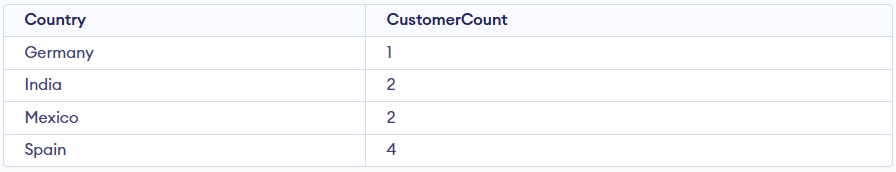 Country CustomerCount
Germany 1
India 2
Mexico 2
Spain 4